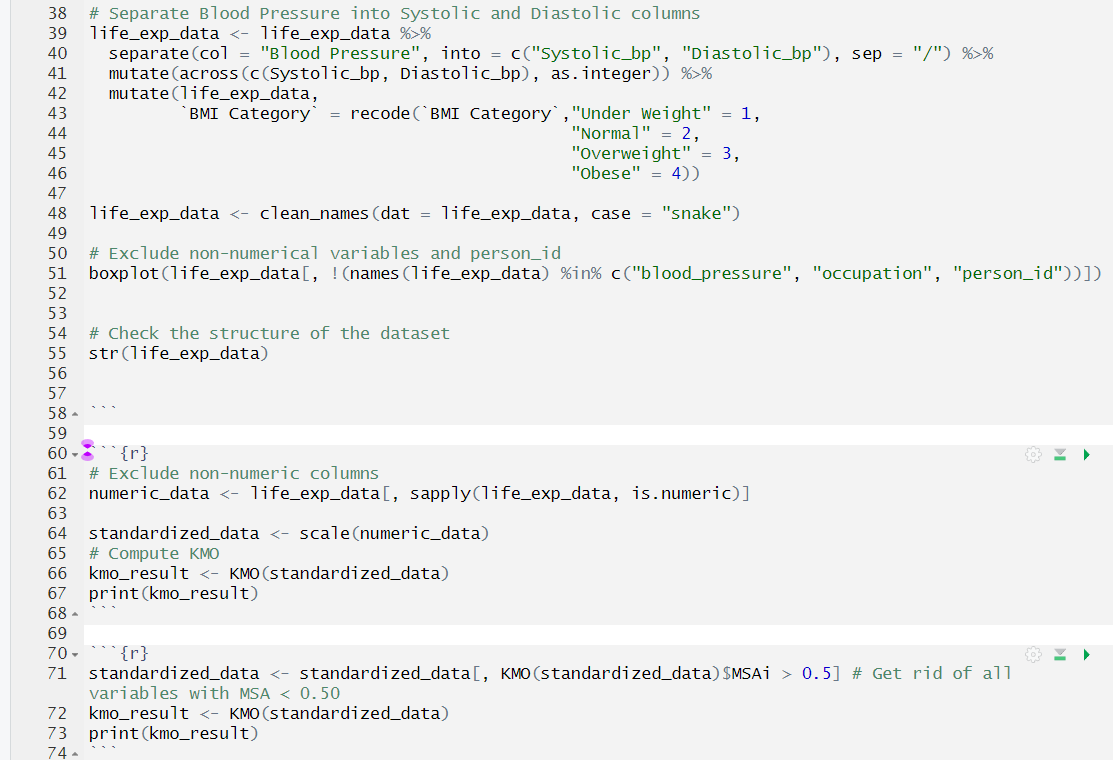 38 # Separate Blood Pressure into Systolic and Diastolic columns
39 life_exp_data <- life_exp_data %>%
40   separate(col = "Blood Pressure", into = c("Systolic_bp", "Diastolic_bp"), sep = "/") %>%
41   mutate(across(c(Systolic_bp, Diastolic_bp), as.integer)) %>%
42   mutate(life_exp_data,
43          `BMI Category` = recode(`BMI Category`,"Under Weight" = 1,
44                                                 "Normal" = 2,
45                                                 "Overweight" = 3,
46                                                 "Obese" = 4))
47
48 life_exp_data <- clean_names(dat = life_exp_data, case = "snake")
49
50 # Exclude non-numerical variables and person_id
51 boxplot(life_exp_data[, !(names(life_exp_data) %in% c("blood_pressure", "occupation", "person_id"))])
52
53
54 # Check the structure of the dataset
55 str(life_exp_data)
56
57
58 ```
59
60 ```{r}
61 # Exclude non-numeric columns
62 numeric_data <- life_exp_data[, sapply(life_exp_data, is.numeric)]
63
64 standardized_data <- scale(numeric_data)
65 # Compute KMO
66 kmo_result <- KMO(standardized_data)
67 print(kmo_result)
68 ```
69
70 ```{r}
71 standardized_data <- standardized_data[, KMO(standardized_data)$MSAi > 0.5] # Get rid of all
variables with MSA < 0.50
72 kmo_result <- KMO(standardized_data)
73 print(kmo_result)
74 ```